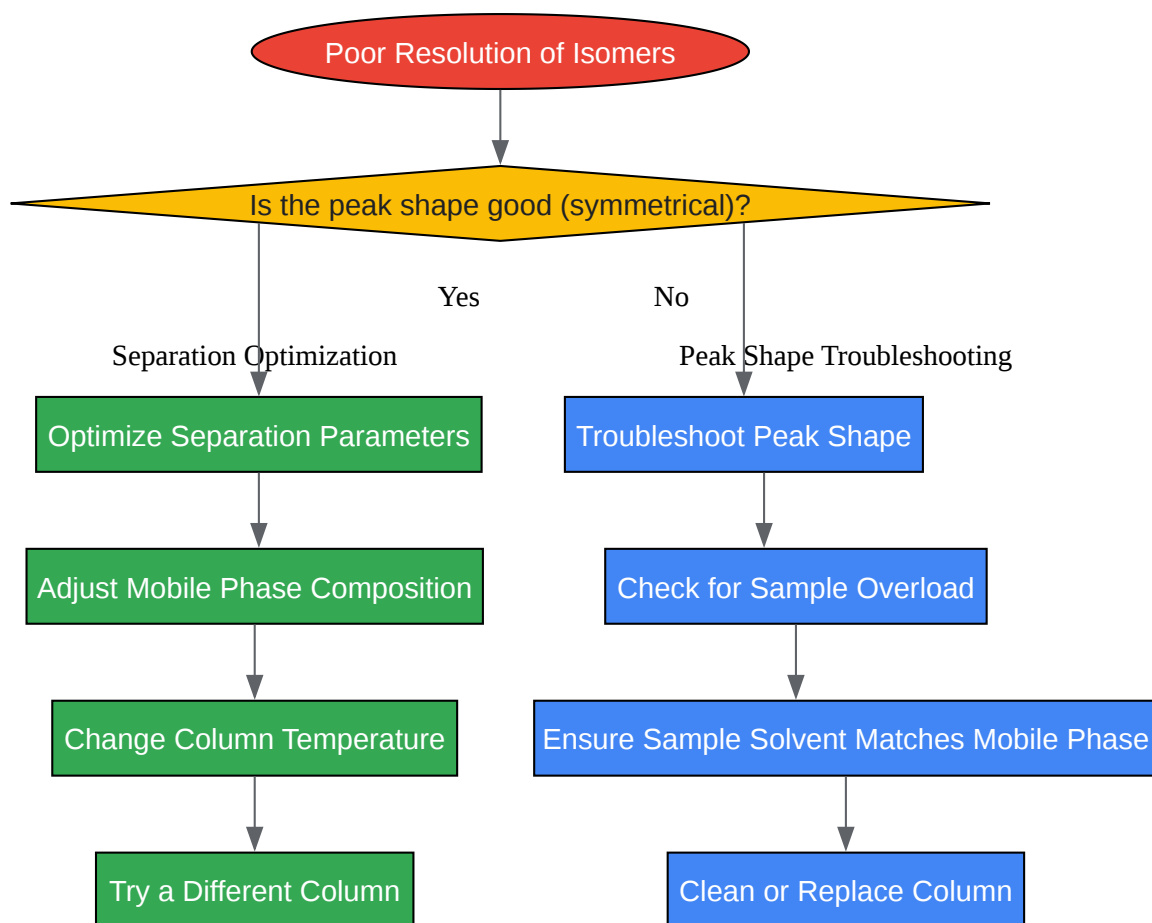 Poor Resolution of Isomers
Is the peak shape good (symmetrical)?
Yes
No
Separation Optimization
Peak Shape Troubleshooting
Optimize Separation Parameters
Troubleshoot Peak Shape
Adjust Mobile Phase Composition
Check for Sample Overload
Change Column Temperature
Ensure Sample Solvent Matches Mobile Phase
Try a Different Column
Clean or Replace Column